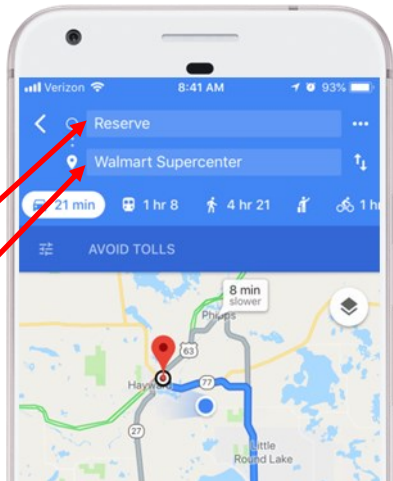 Verizon 8:41 AM 93%
Reserve
Walmart Supercenter
21 min 1 hr 8 4 hr 21 1 h
AVOID TOLLS
8 min
slower
Phipps
63
Hayward
77
27
Little
Round Lake